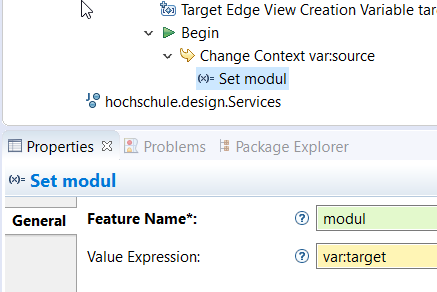 Target Edge View Creation Variable tar
Begin
Change Context var:source
(x)= Set modul
hochschule.design.Services
Properties Problems Package Explorer
(x)= Set modul
General
Feature Name*: ? modul
Value Expression: ? var:target